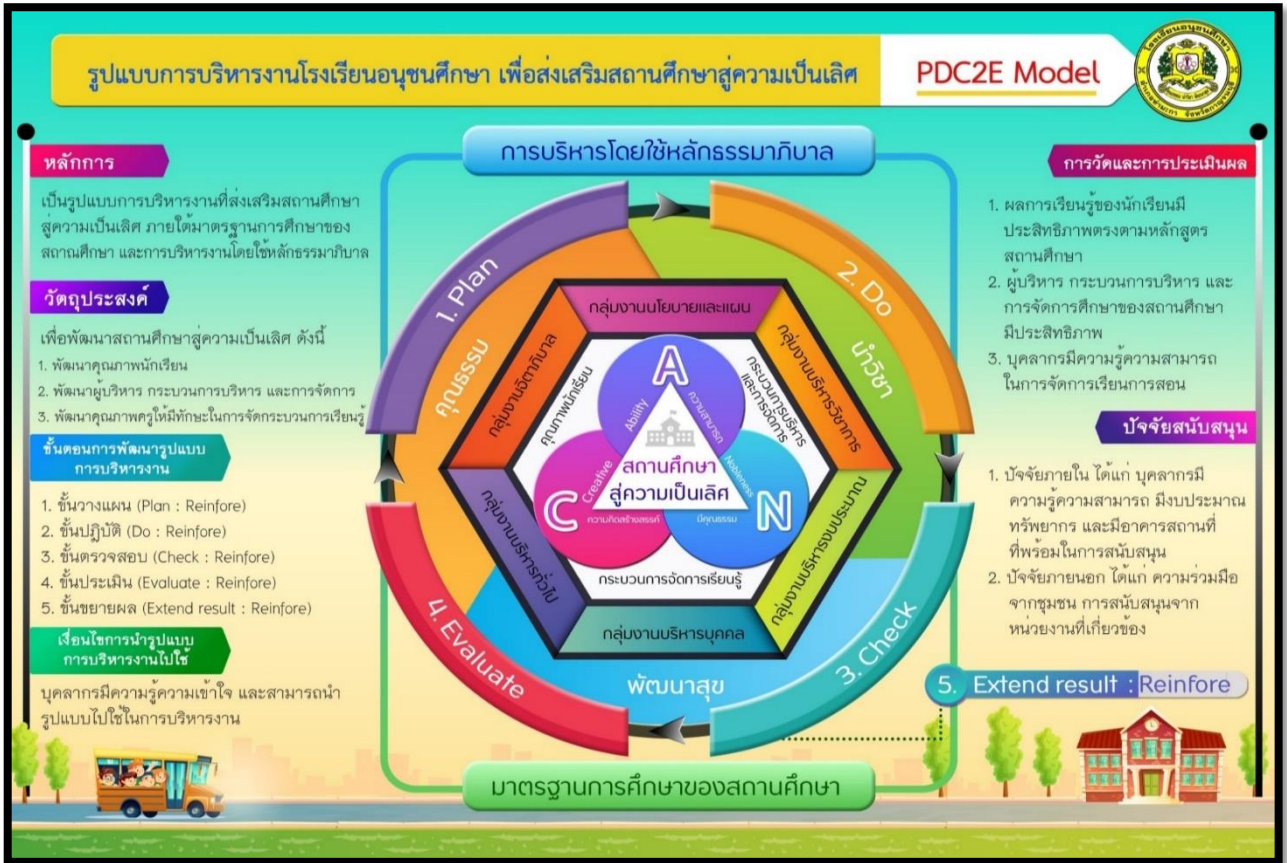 รูปแบบการบริหารงานโรงเรียนอนุชนศึกษา เพื่อส่งเสริมสถานศึกษาสู่ความเป็นเลิศ
PDC2E Model
โรงเรียนอนุชนศึกษา
อำเภอท่ามะกา จังหวัดกาญจนบุรี
หลักการ
เป็นรูปแบบการบริหารงานที่ส่งเสริมสถานศึกษา
สู่ความเป็นเลิศ ภายใต้มาตรฐานการศึกษาของ
สถาณศึกษา และการบริหารงานโดยใช้หลักธรรมาภิบาล
วัตถุประสงค์
เพื่อพัฒนาสถานศึกษาสู่ความเป็นเลิศ ดังนี้
1. พัฒนาคุณภาพนักเรียน
2. พัฒนาผู้บริหาร กระบวนการบริหาร และการจัดการ
3. พัฒนาคุณภาพครูให้มีทักษะในการจัดกระบวนการเรียนรู้
ขั้นตอนการพัฒนารูปแบบ
การบริหารงาน
1. ขั้นวางแผน (Plan : Reinfore)
2. ขั้นปฏิบัติ (Do : Reinfore)
3. ขั้นตรวจสอบ (Check : Reinfore)
4. ขั้นประเมิน (Evaluate : Reinfore)
5. ขั้นขยายผล (Extend result : Reinfore)
เงื่อนไขการนำรูปแบบ
การบริหารงานไปใช้
บุคลากรมีความรู้ความเข้าใจ และสามารถนำ
รูปแบบไปใช้ในการบริหารงาน
การบริหารโดยใช้หลักธรรมาภิบาล
1. Plan
2. Do
3. Check
4. Evaluate
คุณธรรม
นำวิชา
พัฒนาสุข
กลุ่มงานนโยบายและแผน
กลุ่มงานบริหารวิชาการ
กลุ่มงานบริหารงบประมาณ
กลุ่มงานบริหารบุคคล
กลุ่มงานบริหารทั่วไป
กลุ่มงานจิตาภิบาล
คุณภาพนักเรียน
กระบวนการบริหาร
และการจัดการ
กระบวนการจัดการเรียนรู้
A
Ability
ความสามารถ
C
Creative
ความคิดสร้างสรรค์
N
Nobleness
มีคุณธรรม
สถานศึกษา
สู่ความเป็นเลิศ
มาตรฐานการศึกษาของสถานศึกษา
การวัดและการประเมินผล
1. ผลการเรียนรู้ของนักเรียนมี
ประสิทธิภาพตรงตามหลักสูตร
สถานศึกษา
2. ผู้บริหาร กระบวนการบริหาร และ
การจัดการศึกษาของสถานศึกษา
มีประสิทธิภาพ
3. บุคลากรมีความรู้ความสามารถ
ในการจัดการเรียนการสอน
ปัจจัยสนับสนุน
1. ปัจจัยภายใน ได้แก่ บุคลากรมี
ความรู้ความสามารถ มีงบประมาณ
ทรัพยากร และมีอาคารสถานที่
ที่พร้อมในการสนับสนุน
2. ปัจจัยภายนอก ได้แก่ ความร่วมมือ
จากชุมชน การสนับสนุนจาก
หน่วยงานที่เกี่ยวข้อง
5. Extend result : Reinfore